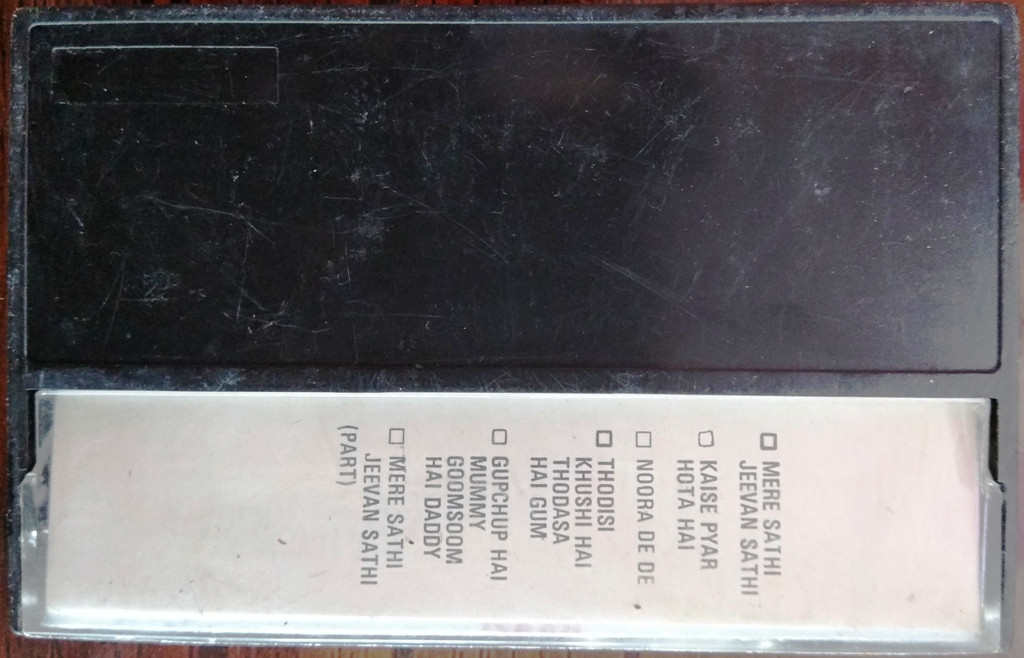 ☐ MERE SATHI
JEEVAN SATHI
☐ KAISE PYAR
HOTA HAI
☐ NOORA DE DE
☐ THODISI
KHUSHI HAI
THODASA
HAI GUM
☐ GUPCHUP HAI
MUMMY
GOOMSOOM
HAI DADDY
☐ MERE SATHI
JEEVAN SATHI
(PART)